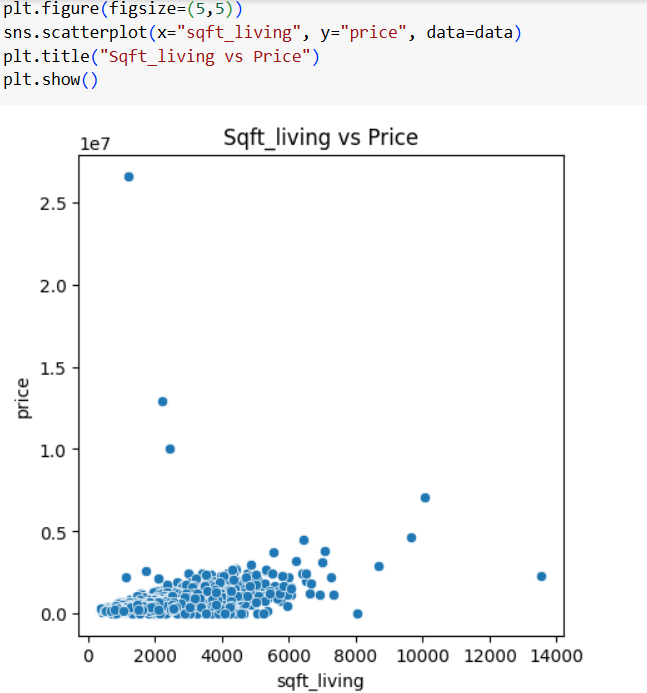 plt.figure(figsize=(5,5))
sns.scatterplot(x="sqft_living", y="price", data=data)
plt.title("Sqft_living vs Price")
plt.show()
Sqft_living vs Price
1e7
2.5
2.0
1.5
1.0
0.5
0.0
price
0 2000 4000 6000 8000 10000 12000 14000
sqft_living